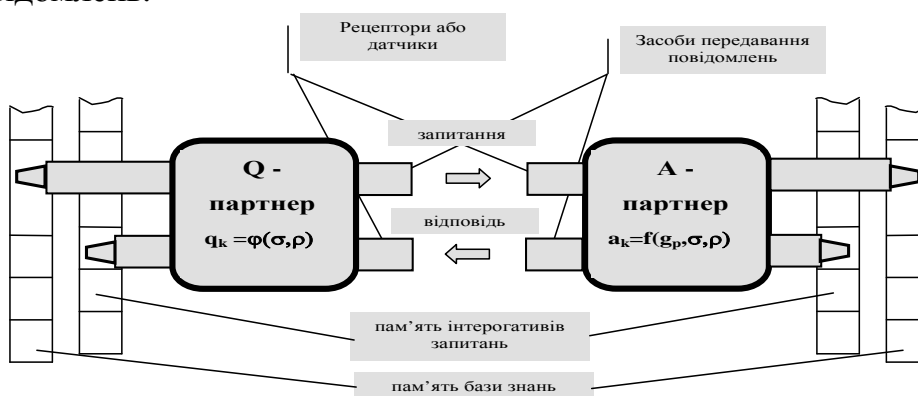 Рецептори або
датчики
Засоби передавання
повідомлень
запитання
Q -
партнер
qₖ =φ(σ,ρ)
A -
партнер
aₖ=f(gₚ,σ,ρ)
відповідь
пам’ять інтерогативів
запитань
пам’ять бази знань